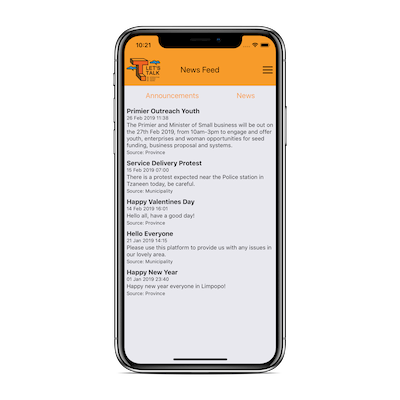 10:21
LET'S
TALK
News Feed
Announcements
News
Primier Outreach Youth
26 Feb 2019 11:38
The Primier and Minister of Small business will be out on
the 27th Feb 2019, from 10am-3pm to engage and offer
youth, enterprises and woman opportunities for seed
funding, business proposal and systems.
Source: Province
Service Delivery Protest
15 Feb 2019 07:00
There is a protest expected near the Police station in
Tzaneen today, be careful.
Source: Municipality
Happy Valentines Day
14 Feb 2019 16:01
Hello all, have a good day!
Source: Province
Hello Everyone
21 Jan 2019 14:15
Please use this platform to provide us with any issues in
our lovely area.
Source: Municipality
Happy New Year
01 Jan 2019 23:40
Happy new year everyone in Limpopo!
Source: Province